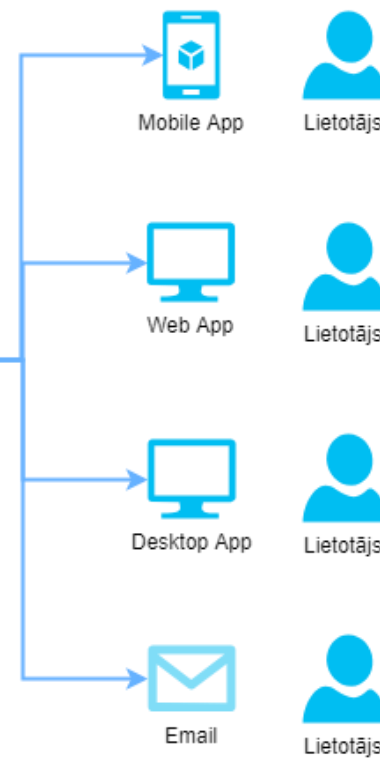 Mobile App
Lietotājs
Web App
Lietotājs
Desktop App
Lietotājs
Email
Lietotājs